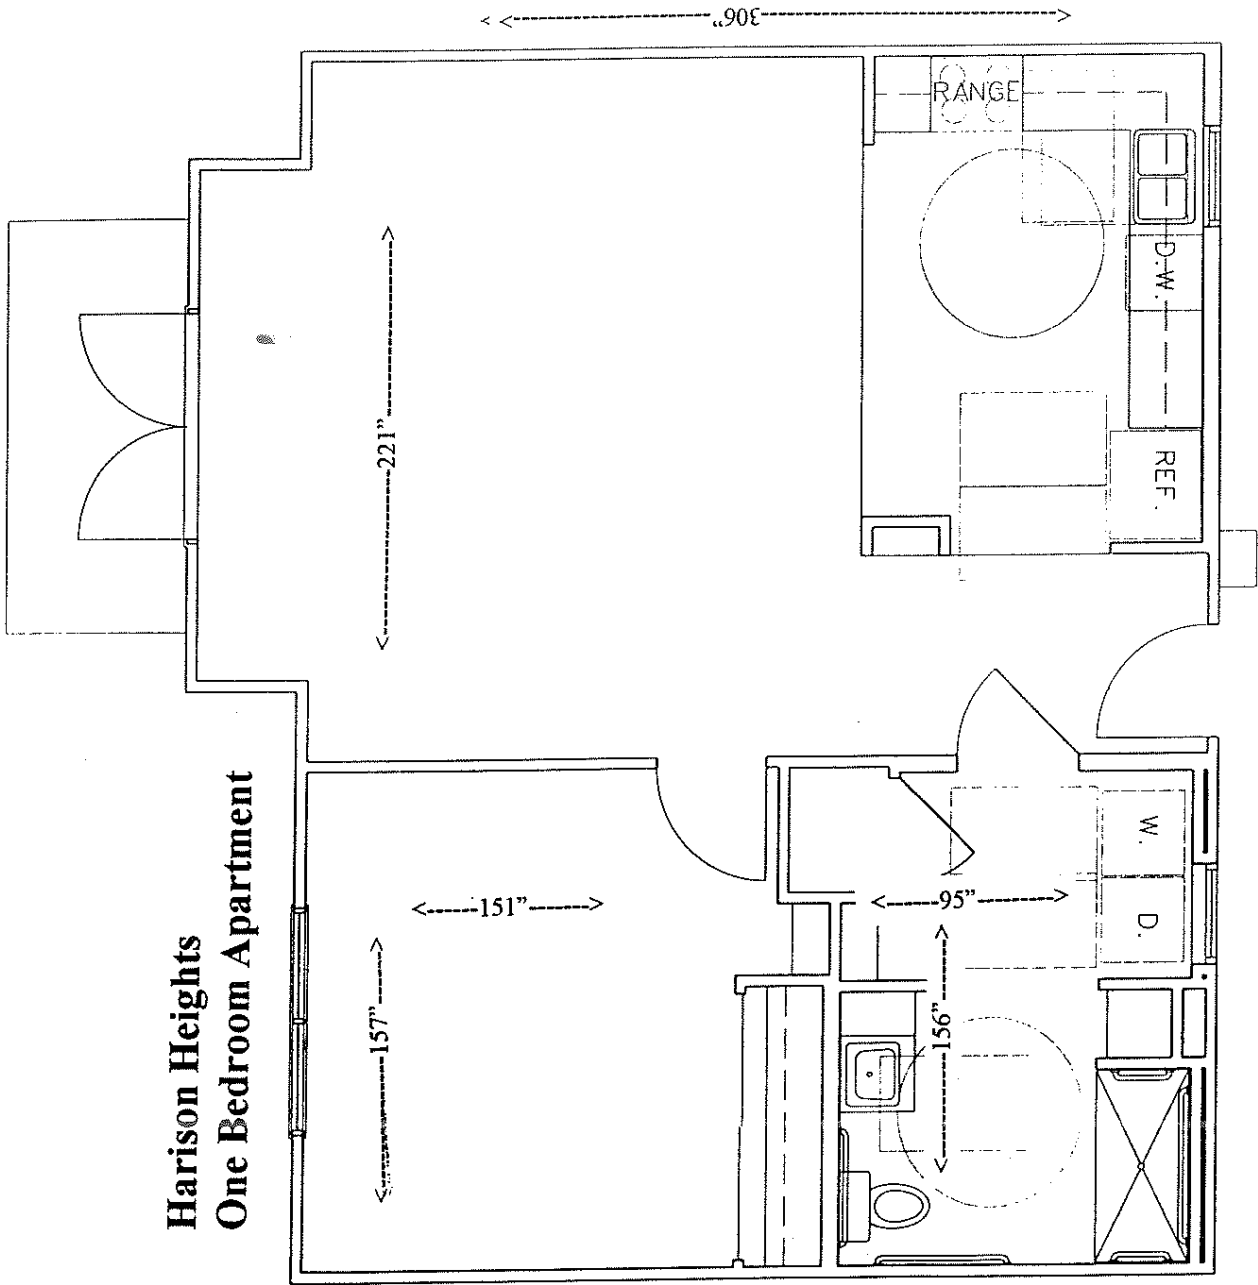 Harison Heights
One Bedroom Apartment
306”
221”
RANGE
D.W.
REF.
151”
157”
95”
156”
W.
D.